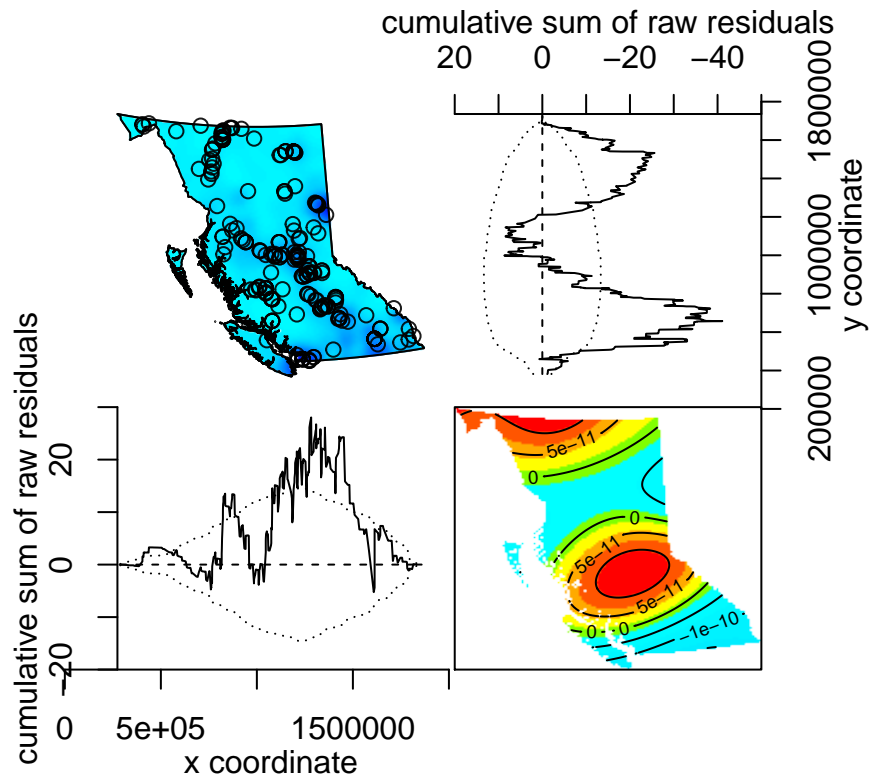 cumulative sum of raw residuals
20 0 −20 −40
200000 1000000 1800000
y coordinate
cumulative sum of raw residuals
20 0 20
0 5e+05 1500000
x coordinate
5e−11
0
0
5e−11
5e−11
0 0
−1e−10